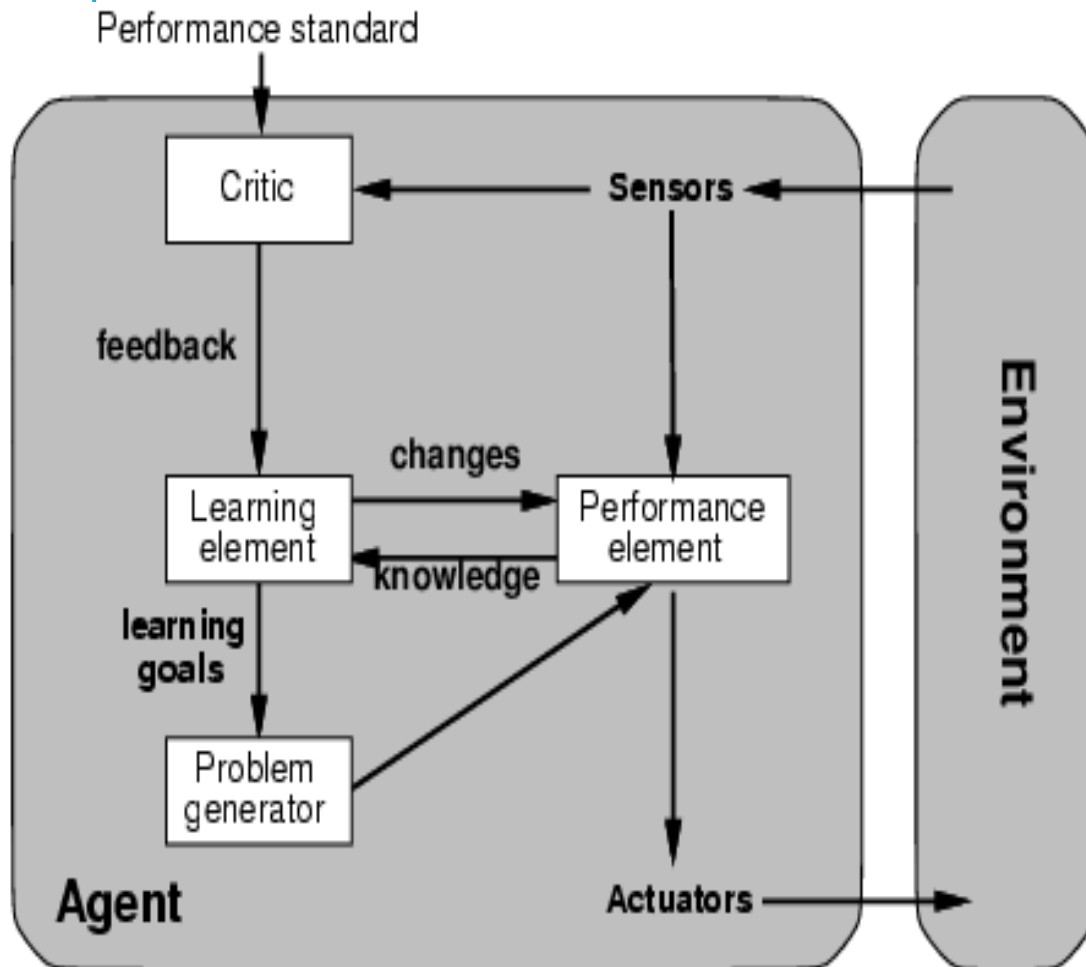 Performance standard
Critic
Sensors
feedback
changes
Learning
element
Performance
element
knowledge
learning
goals
Problem
generator
Agent
Actuators
Environment